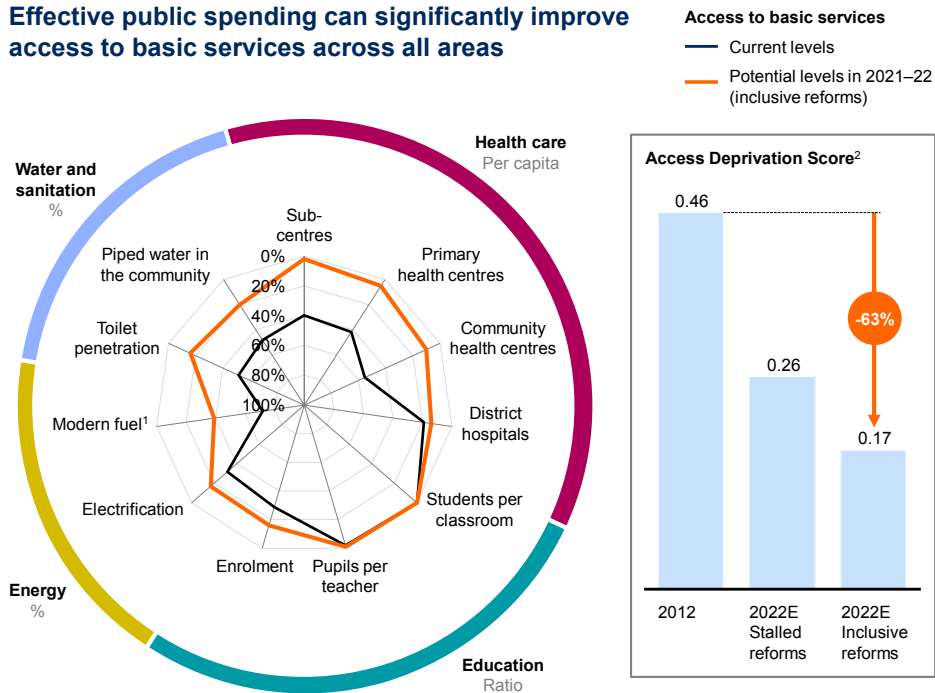 Effective public spending can significantly improve
access to basic services across all areas
Access to basic services
Current levels
Potential levels in 2021–22
(inclusive reforms)
Health care
Per capita
Water and
sanitation
%
Sub-
centres
Piped water in
the community
Primary
health centres
Toilet
penetration
Community
health centres
Modern fuel¹
District
hospitals
Electrification
Students per
classroom
Enrolment
Pupils per
teacher
0%
20%
40%
60%
80%
100%
Energy
%
Education
Ratio
Access Deprivation Score²
0.46
-63%
0.26
0.17
2012
2022E
Stalled
reforms
2022E
Inclusive
reforms